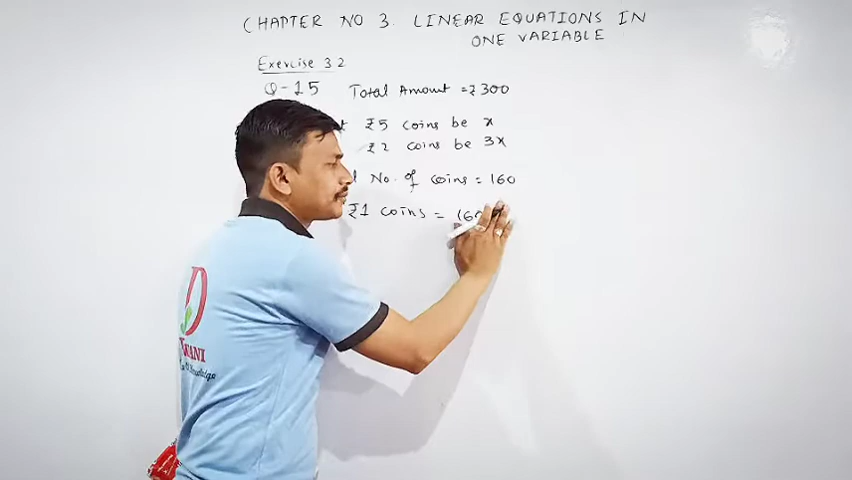 CHAPTER NO 3. LINEAR EQUATIONS IN
ONE VARIABLE
Exercise 3.2
Q-15 Total Amount = ₹300
₹5 coins be x
₹2 coins be 3x
No. of coins = 160
₹1 coins =